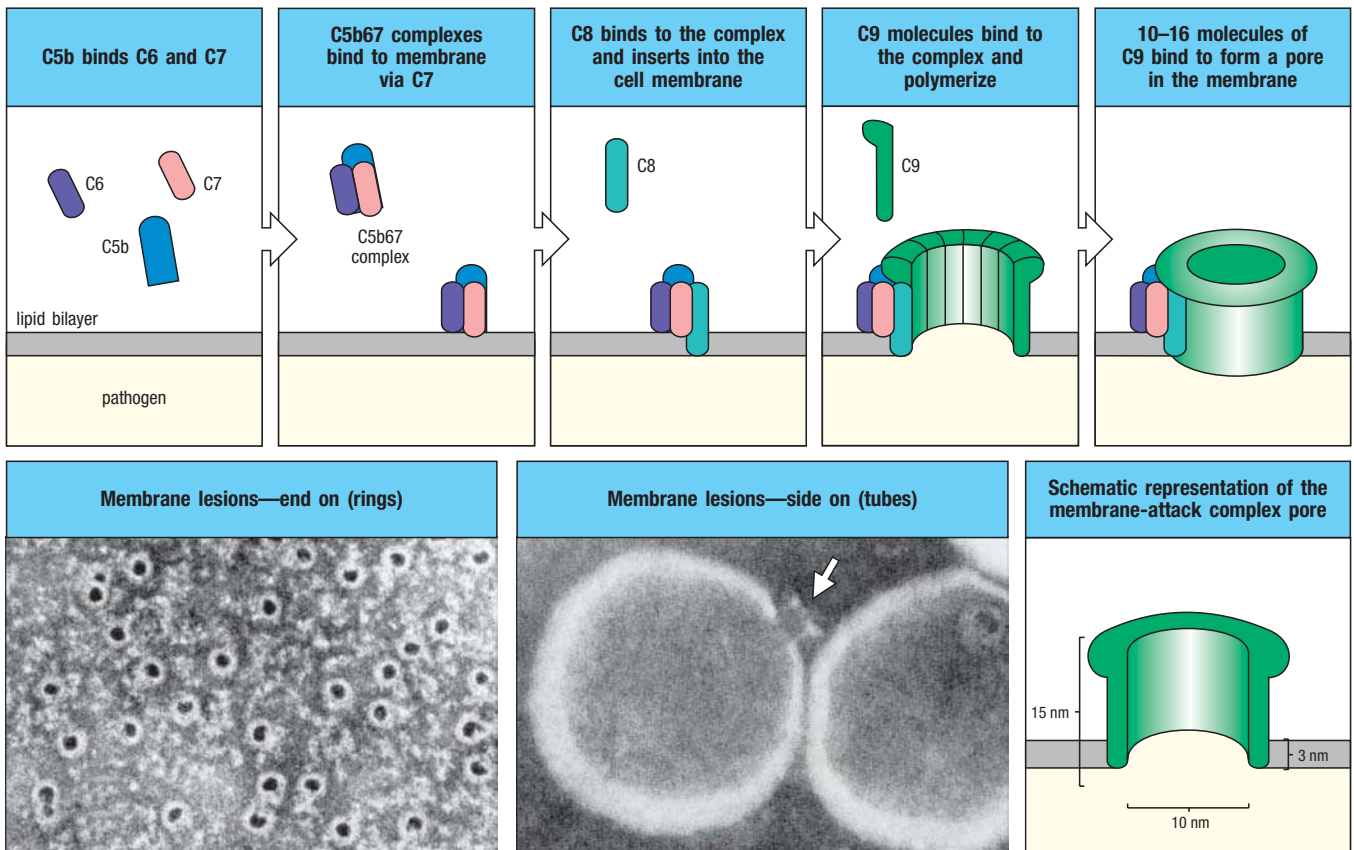 C5b binds C6 and C7
C5b67 complexes
bind to membrane
via C7
C8 binds to the complex
and inserts into the
cell membrane
C9 molecules bind to
the complex and
polymerize
10–16 molecules of
C9 bind to form a pore
in the membrane
C6
C7
C5b
lipid bilayer
pathogen
C5b67
complex
C8
C9
Membrane lesions—end on (rings)
Membrane lesions—side on (tubes)
Schematic representation of the
membrane-attack complex pore
15 nm
3 nm
10 nm